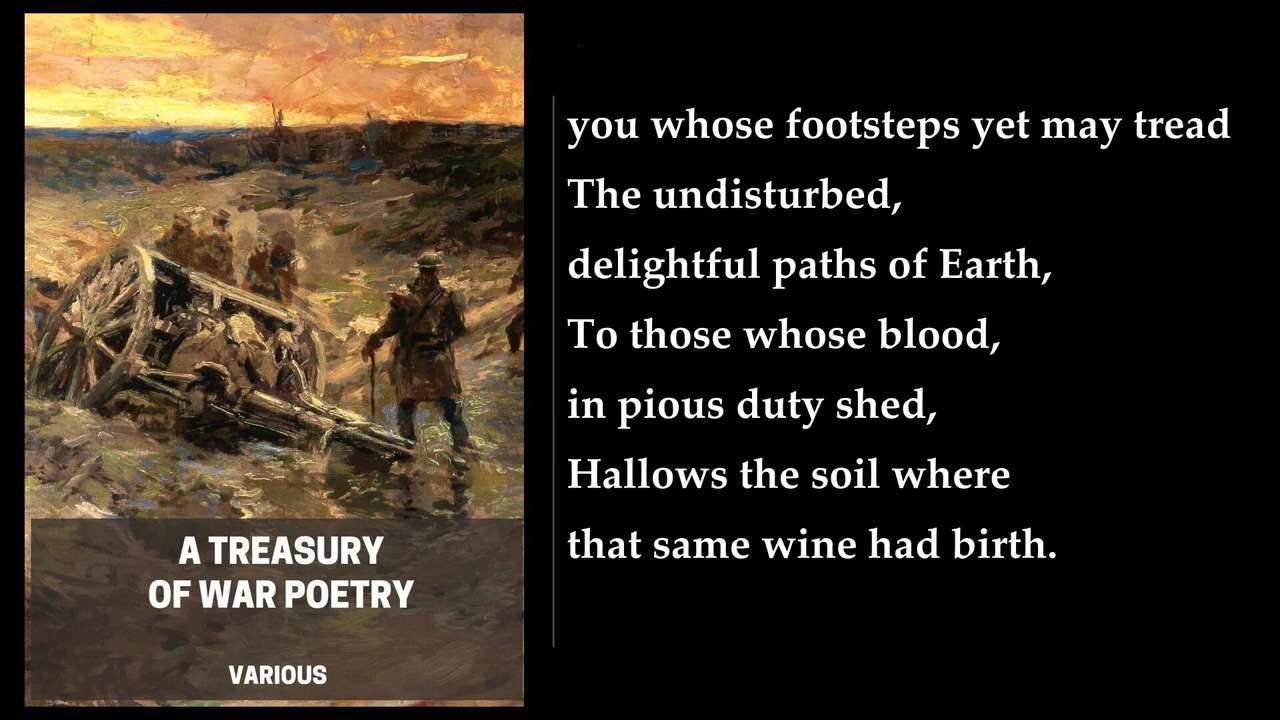 A TREASURY
OF WAR POETRY
VARIOUS
you whose footsteps yet may tread
The undisturbed,
delightful paths of Earth,
To those whose blood,
in pious duty shed,
Hallows the soil where
that same wine had birth.